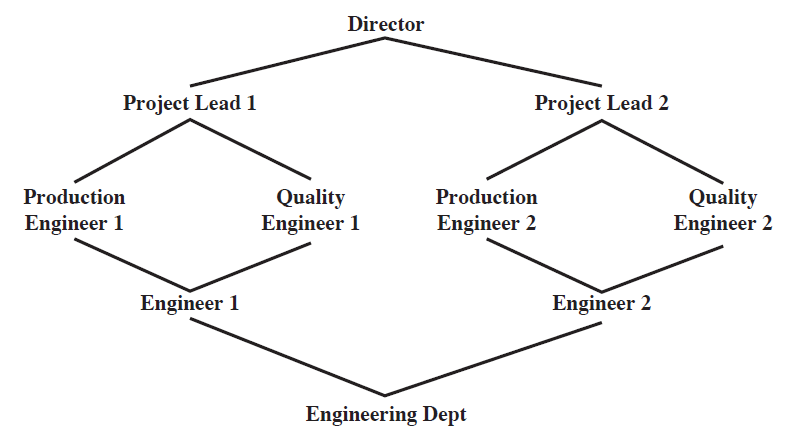 Director
Project Lead 1
Project Lead 2
Production
Engineer 1
Quality
Engineer 1
Production
Engineer 2
Quality
Engineer 2
Engineer 1
Engineer 2
Engineering Dept